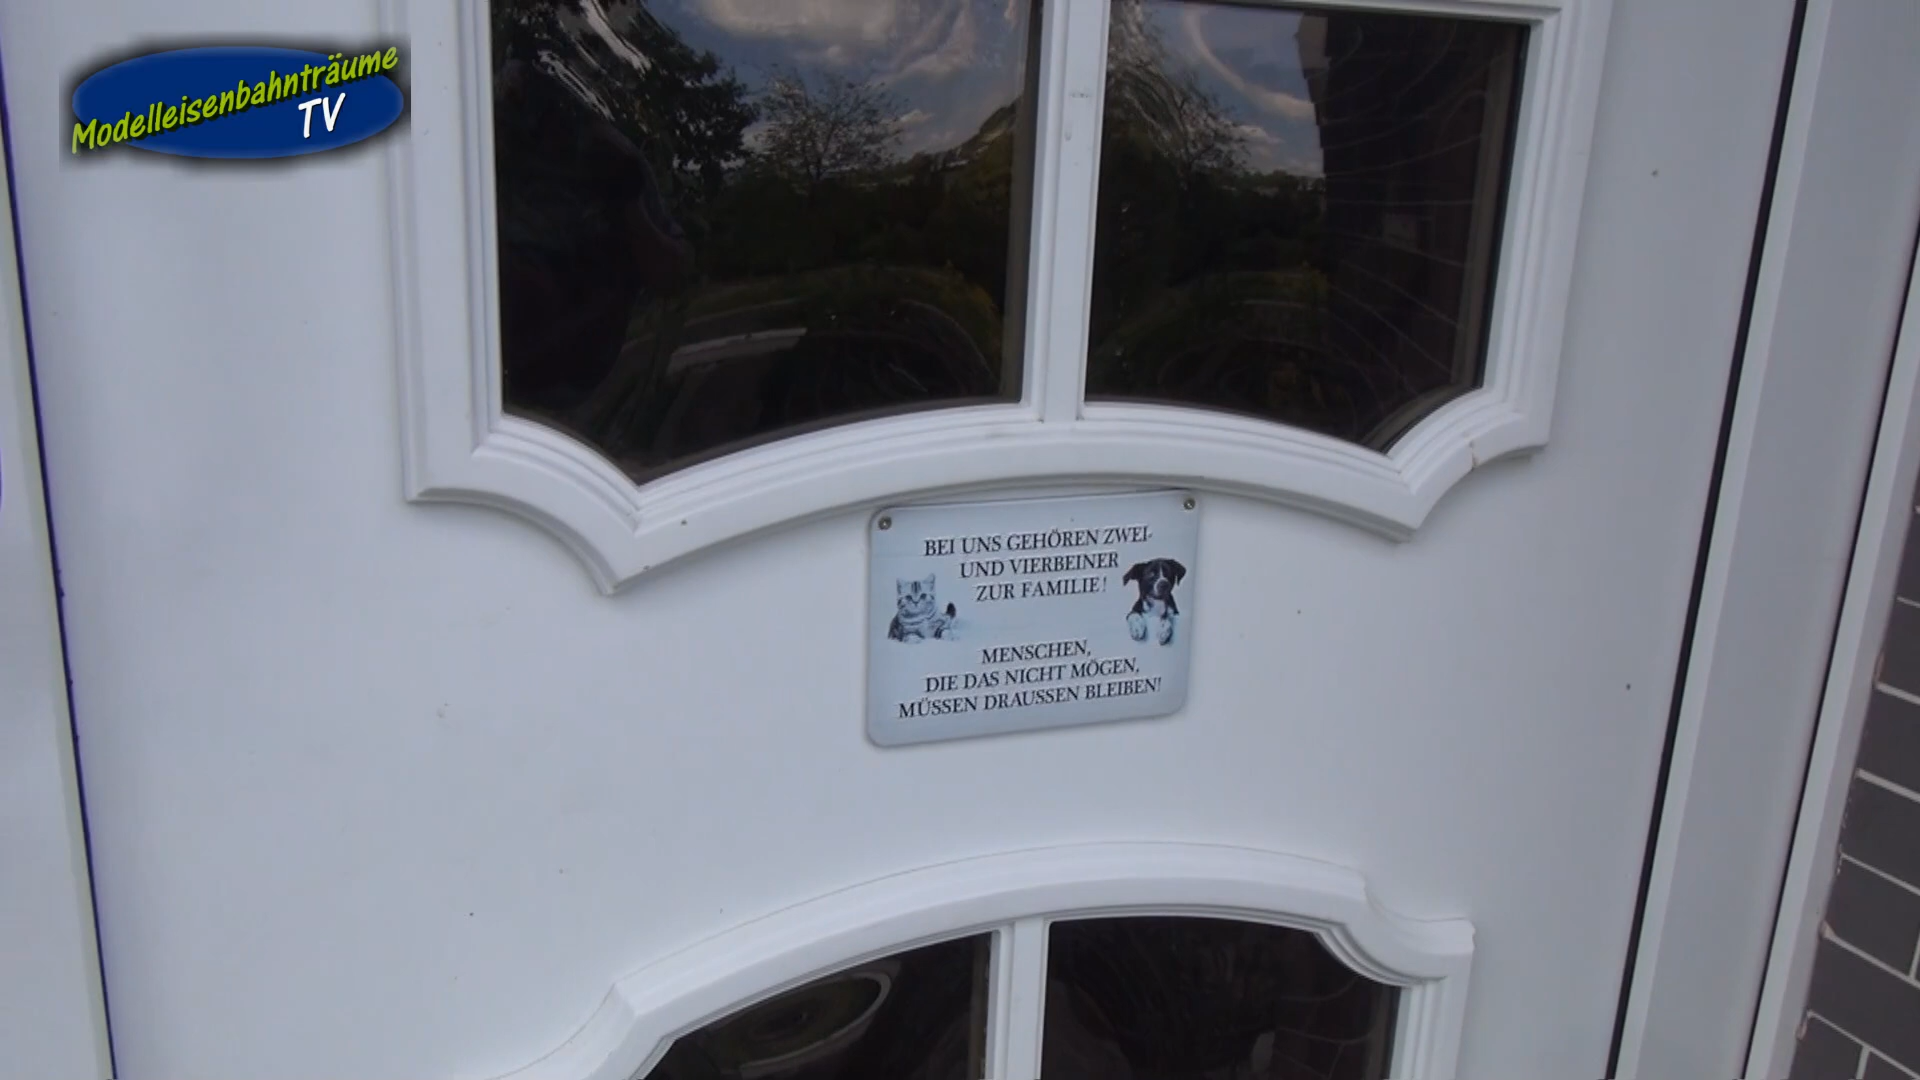 Modelleisenbahnträume
TV
BEI UNS GEHÖREN ZWEI-
UND VIERBEINER
ZUR FAMILIE!
MENSCHEN,
DIE DAS NICHT MÖGEN,
MÜSSEN DRAUSSEN BLEIBEN!